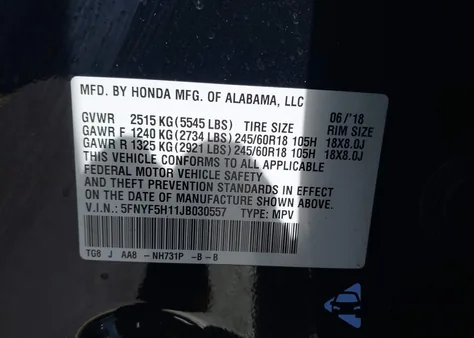 MFD. BY HONDA MFG. OF ALABAMA, LLC
06/'18
GVWR 2515 KG (5545 LBS) TIRE SIZE RIM SIZE
GAWR F 1240 KG (2734 LBS) 245/60R18 105H 18X8.0J
GAWR R 1325 KG (2921 LBS) 245/60R18 105H 18X8.0J
THIS VEHICLE CONFORMS TO ALL APPLICABLE
FEDERAL MOTOR VEHICLE SAFETY
AND THEFT PREVENTION STANDARDS IN EFFECT
ON THE DATE OF MANUFACTURE SHOWN ABOVE.
V.I.N.: 5FNYF5H11JB030557 TYPE: MPV
TG8 J AA8 -NH731P -B -B